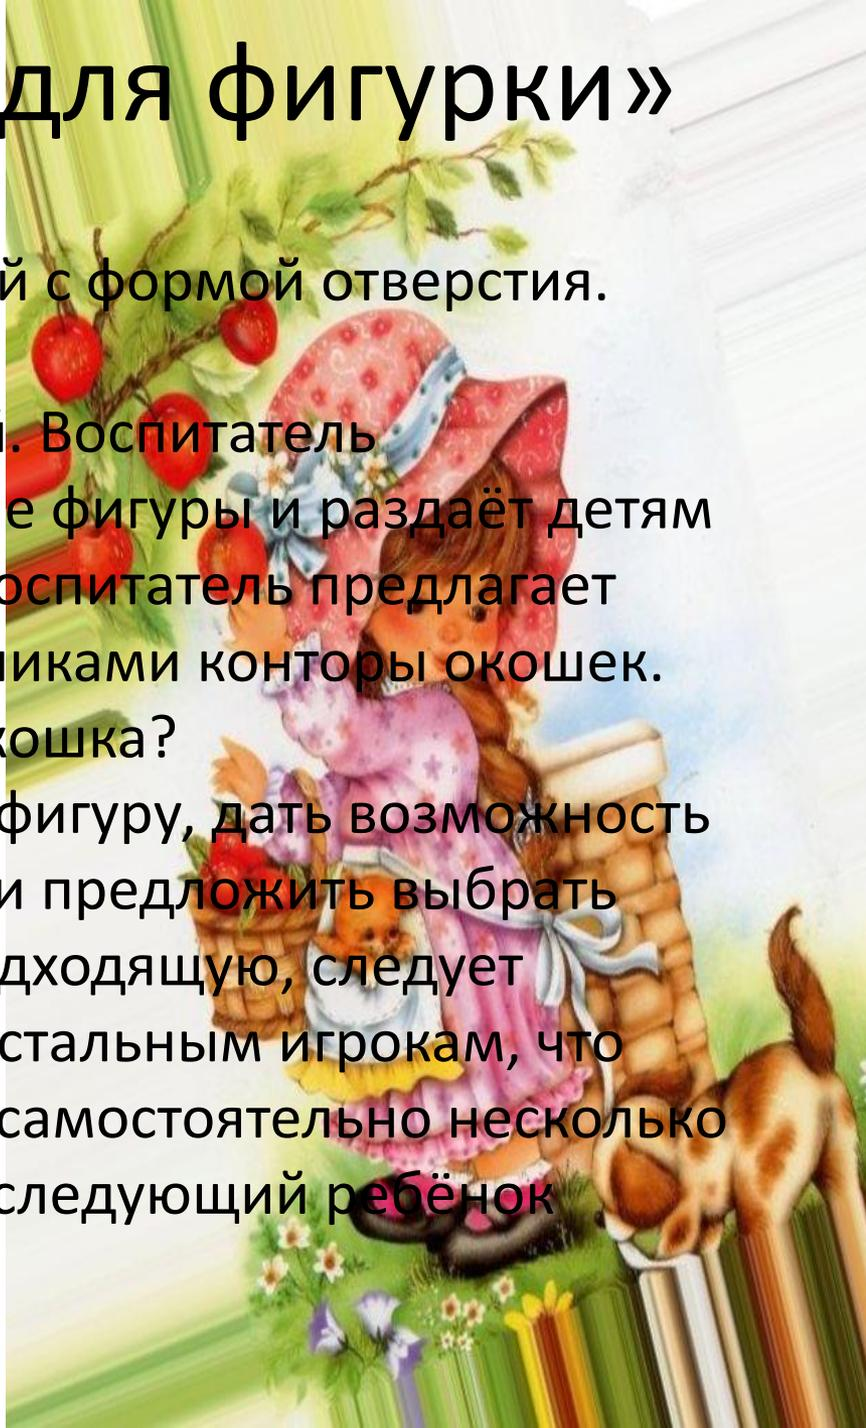 для фигурки»
й с формой отверстия.
. Воспитатель
е фигуры и раздаёт детям
оспитатель предлагает
иками конторы окошек.
кошка?
фигуру, дать возможность
и предложить выбрать
дходящую, следует
стальным игрокам, что
самостоятельно несколько
следующий ребёнок